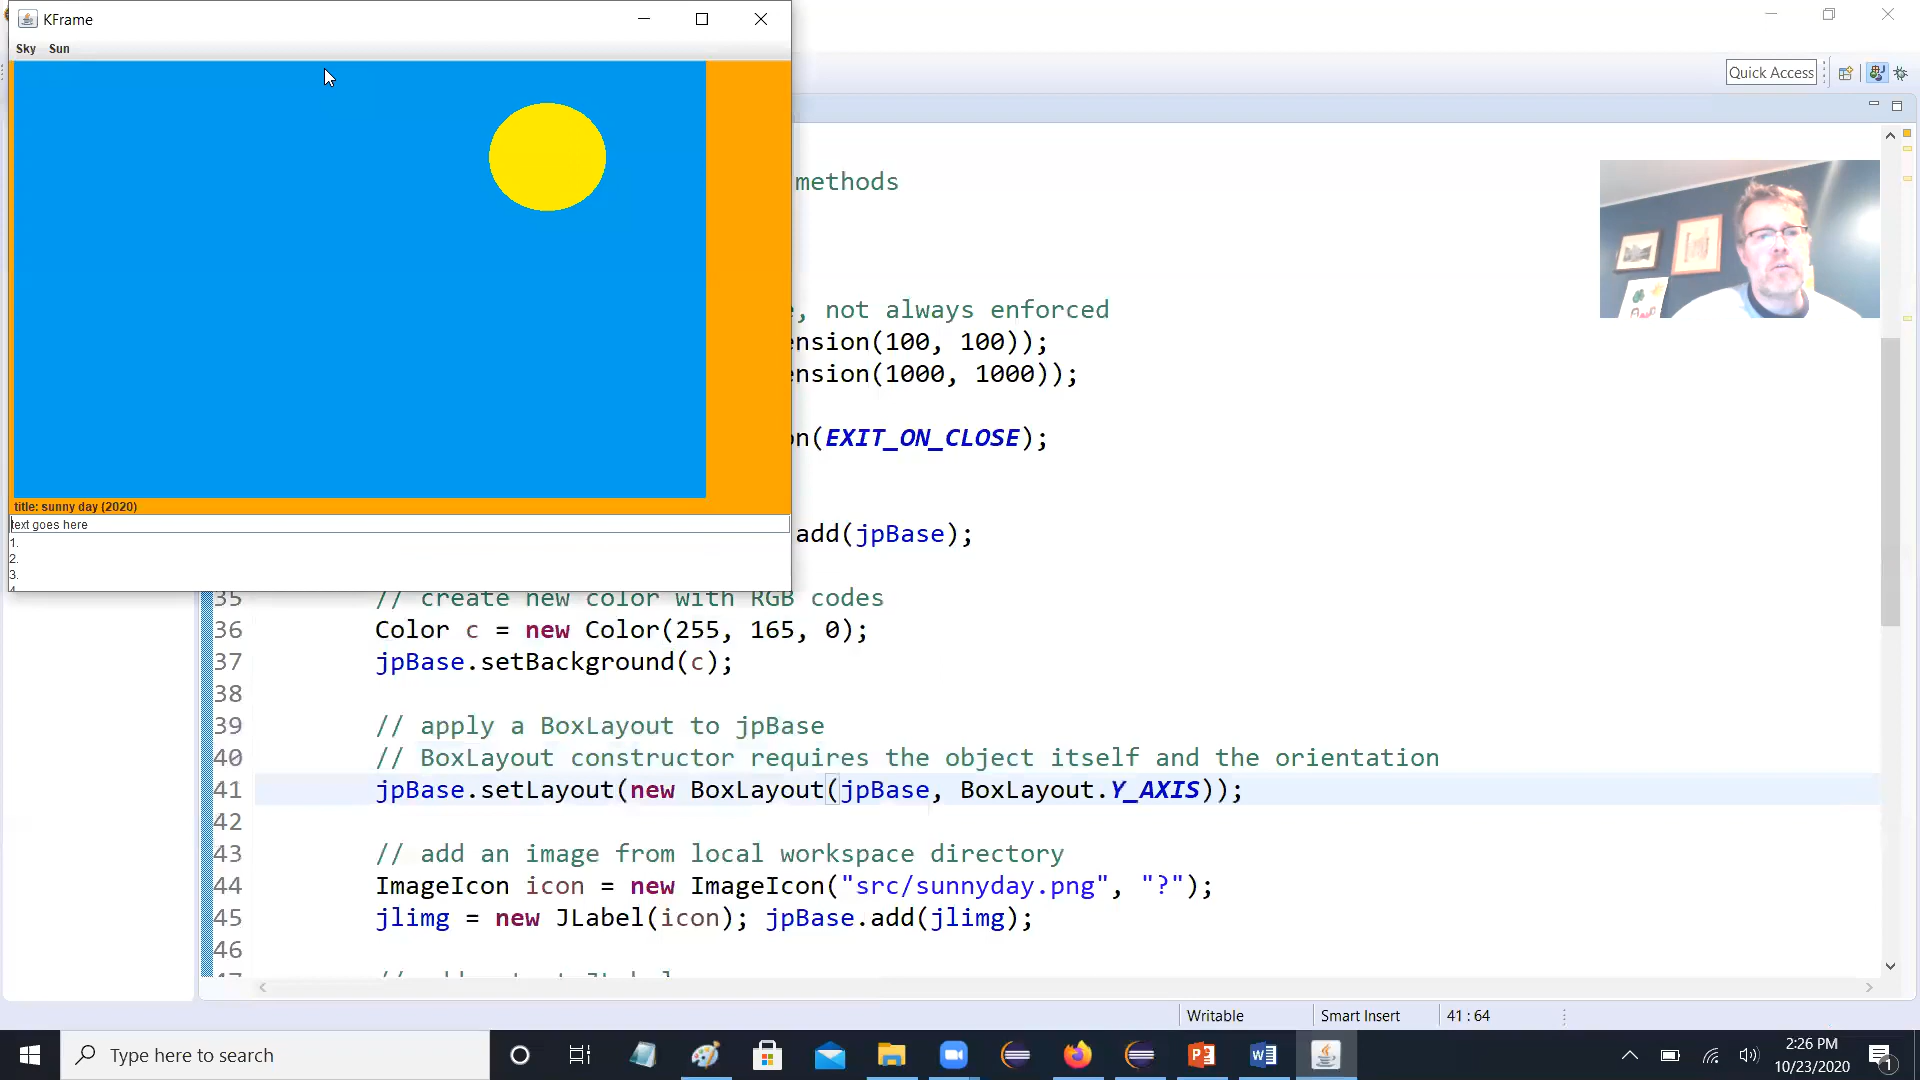 KFrame
Sky Sun
title: sunny day (2020)
text goes here
1.
2.
3.
Quick Access
methods
, not always enforced
ension(100, 100));
ension(1000, 1000));
on(EXIT_ON_CLOSE);
add(jpBase);
35 // create new color with RGB codes
36 Color c = new Color(255, 165, 0);
37 jpBase.setBackground(c);
38
39 // apply a BoxLayout to jpBase
40 // BoxLayout constructor requires the object itself and the orientation
41 jpBase.setLayout(new BoxLayout(jpBase, BoxLayout.Y_AXIS));
42
43 // add an image from local workspace directory
44 ImageIcon icon = new ImageIcon("src/sunnyday.png", "?");
45 jlimg = new JLabel(icon); jpBase.add(jlimg);
46
Writable Smart Insert 41 : 64
Type here to search
2:26 PM
10/23/2020
1